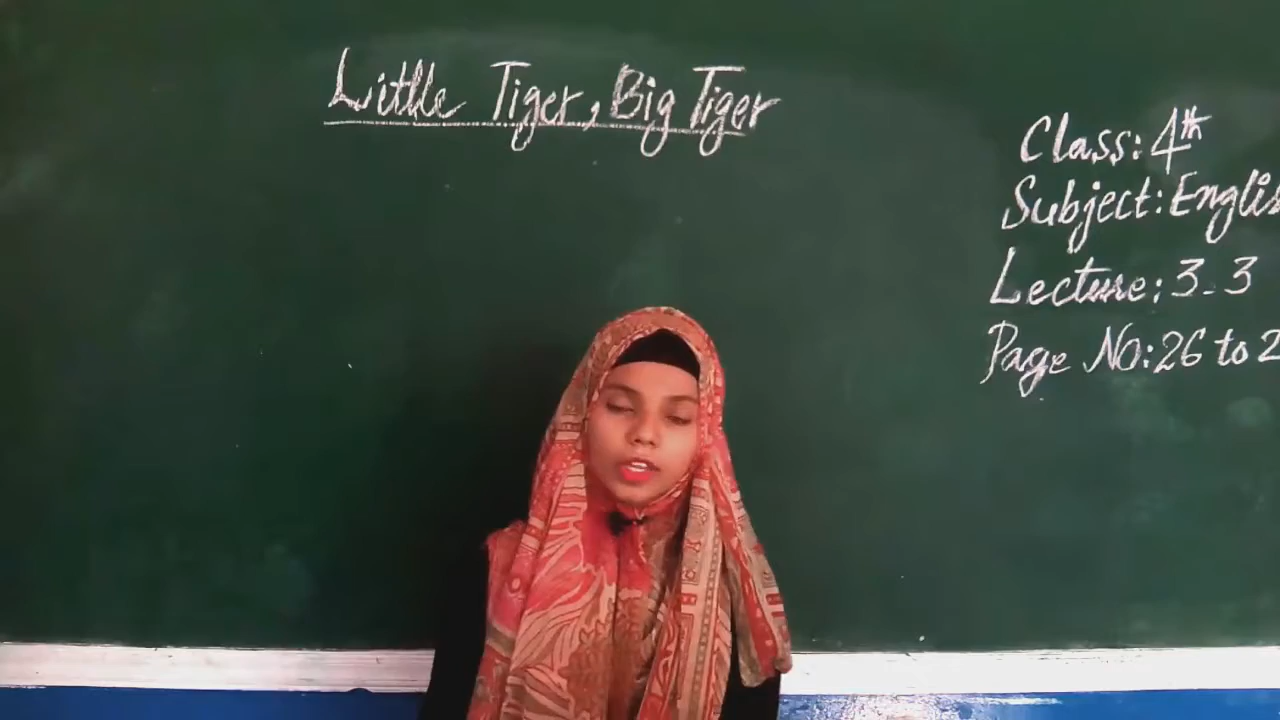 Little Tiger, Big Tiger
Class: 4th
Subject: Englis
Lecture: 3-3
Page No: 26 to 2